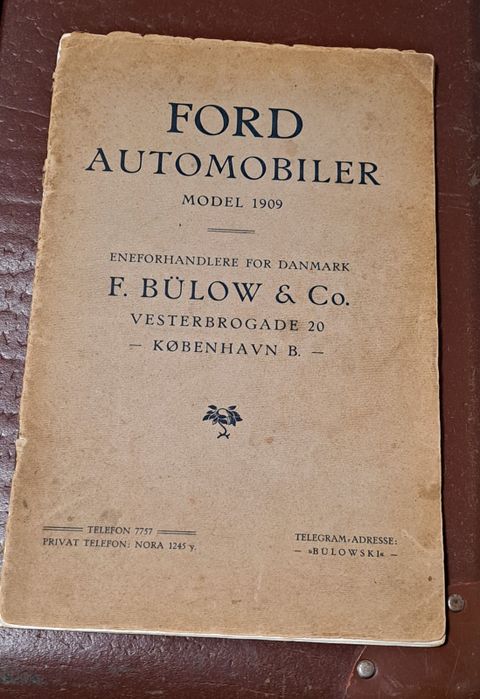 FORD
AUTOMOBILER
MODEL 1909
ENEFORHANDLERE FOR DANMARK
F. BÜLOW & Co.
VESTERBROGADE 20
— KØBENHAVN B. —
TELEFON 7757
PRIVAT TELEFON: NORA 1245 y.
TELEGRAM-ADRESSE:
— »BÜLOWSKI« —